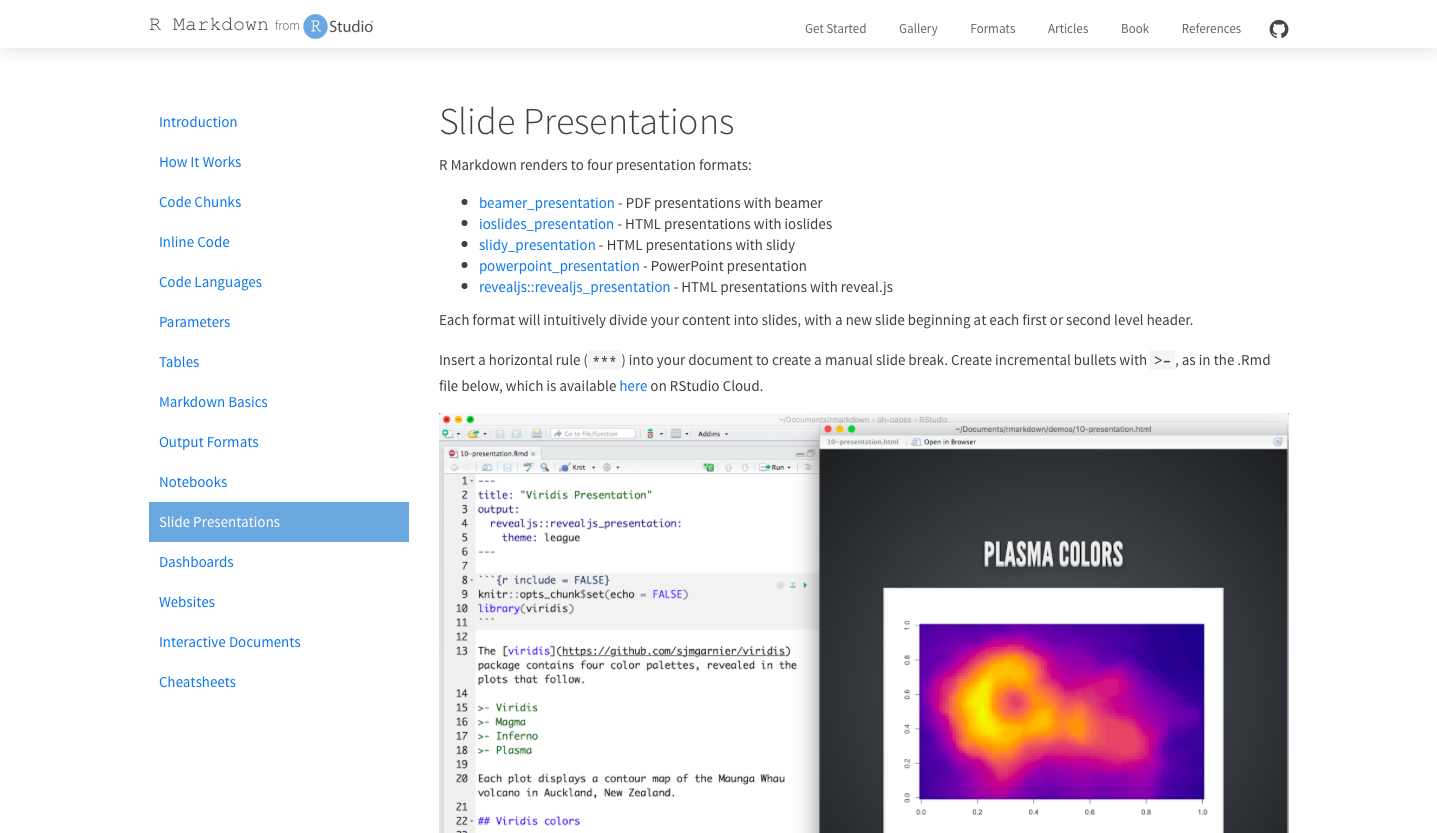 R Markdown from R Studio
Get Started Gallery Formats Articles Book References
Introduction
How It Works
Code Chunks
Inline Code
Code Languages
Parameters
Tables
Markdown Basics
Output Formats
Notebooks
Slide Presentations
Dashboards
Websites
Interactive Documents
Cheatsheets
Slide Presentations
R Markdown renders to four presentation formats:
beamer_presentation - PDF presentations with beamer
ioslides_presentation - HTML presentations with ioslides
slidy_presentation - HTML presentations with slidy
powerpoint_presentation - PowerPoint presentation
revealjs::revealjs_presentation - HTML presentations with reveal.js
Each format will intuitively divide your content into slides, with a new slide beginning at each first or second level header.
Insert a horizontal rule ( *** ) into your document to create a manual slide break. Create incremental bullets with >- , as in the .Rmd
file below, which is available here on RStudio Cloud.
~/Documents/rmarkdown - gh-pages - RStudio
Go to file/function Addins
10-presentation.Rmd
Knit Run
1 ---
2 title: "Viridis Presentation"
3 output:
4 revealjs::revealjs_presentation:
5 theme: league
6 ---
7
8 ```{r include = FALSE}
9 knitr::opts_chunk$set(echo = FALSE)
10 library(viridis)
11 ```
12
13 The [viridis](https://github.com/sjmgarnier/viridis)
package contains four color palettes, revealed in the
plots that follow.
14
15 >- Viridis
16 >- Magma
17 >- Inferno
18 >- Plasma
19
20 Each plot displays a contour map of the Maunga Whau
volcano in Auckland, New Zealand.
21
22 ## Viridis colors
~/Documents/rmarkdown/demos/10-presentation.html
10-presentation.html Open in Browser
PLASMA COLORS
1.0
0.8
0.6
0.4
0.2
0.0
0.0 0.2 0.4 0.6 0.8 1.0